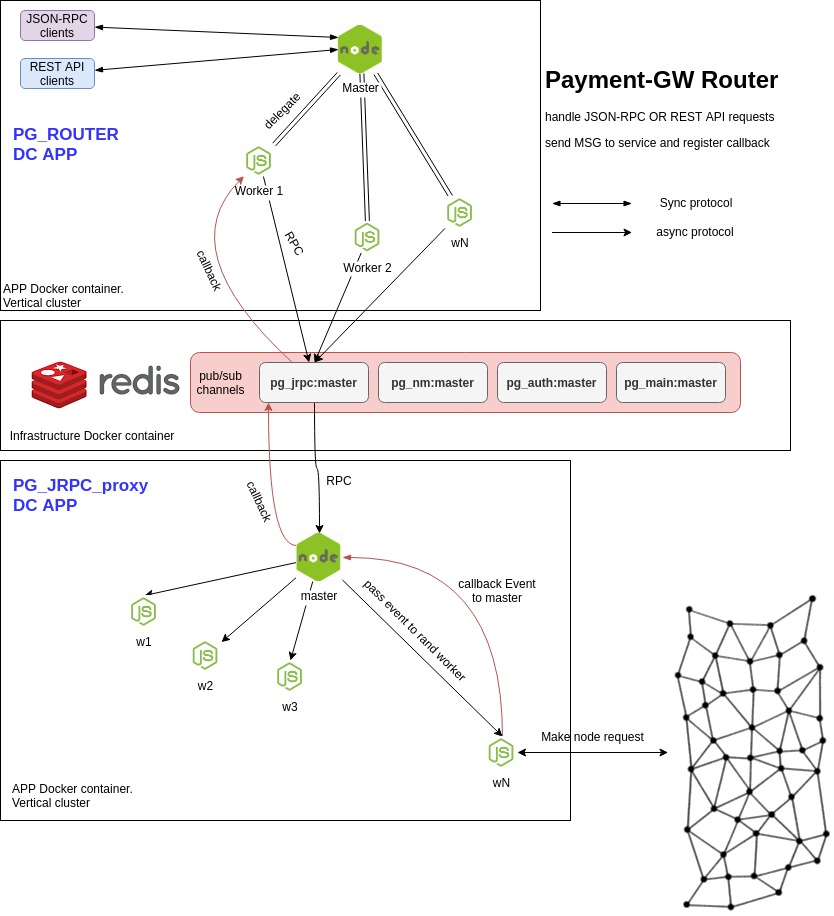 JSON-RPC
clients
REST API
clients
node
Master
Payment-GW Router
handle JSON-RPC OR REST API requests
send MSG to service and register callback
delegate
PG_ROUTER
DC APP
JS
Worker 1
JS
Worker 2
JS
wN
Sync protocol
async protocol
RPC
callback
APP Docker container.
Vertical cluster
redis
pub/sub
channels
pg_jrpc:master
pg_nm:master
pg_auth:master
pg_main:master
Infrastructure Docker container
PG_JRPC_proxy
DC APP
callback
RPC
node
master
callback Event
to master
pass event to rand worker
JS
w1
JS
w2
JS
w3
JS
wN
Make node request
APP Docker container.
Vertical cluster